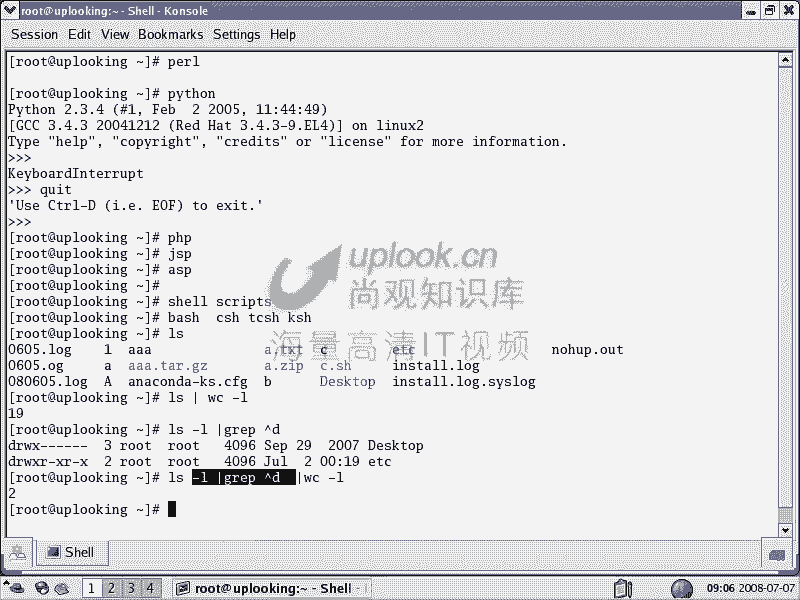 root@uplooking:~ - Shell - Konsole
Session Edit View Bookmarks Settings Help
[root@uplooking ~]# perl
[root@uplooking ~]# python
Python 2.3.4 (#1, Feb  2 2005, 11:44:49)
[GCC 3.4.3 20041212 (Red Hat 3.4.3-9.EL4)] on linux2
Type "help", "copyright", "credits" or "license" for more information.
>>>
KeyboardInterrupt
>>> quit
'Use Ctrl-D (i.e. EOF) to exit.'
>>>
[root@uplooking ~]# php
[root@uplooking ~]# jsp
[root@uplooking ~]# asp
[root@uplooking ~]#
[root@uplooking ~]# shell scripts
[root@uplooking ~]# bash  csh tcsh ksh
[root@uplooking ~]# ls
0605.log    1  aaa              a.txt  c        etc                 nohup.out
0605.og     a  aaa.tar.gz       a.zip  c.sh     install.log
080605.log  A  anaconda-ks.cfg  b      Desktop  install.log.syslog
[root@uplooking ~]# ls | wc -l
19
[root@uplooking ~]# ls -l |grep ^d
drwx------  3 root  root   4096 Sep 29  2007 Desktop
drwxr-xr-x  2 root  root   4096 Jul  2 00:19 etc
[root@uplooking ~]# ls -l |grep ^d  |wc -l
2
[root@uplooking ~]#
uplook.cn
尚观知识库
海量高清IT视频
Shell
1 2 3 4 root@uplooking:~ - Shell - 09:06 2008-07-07